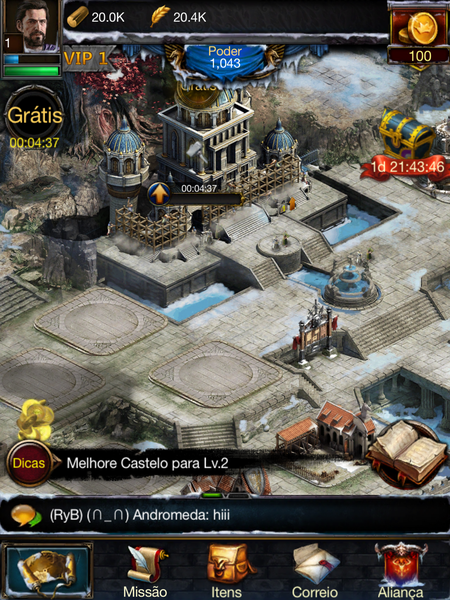 20.0K
20.4K
1
VIP 1
Poder
1,043
100
Grátis
Grátis
00:04:37
1d 21:43:46
00:04:37
Dicas
Melhore Castelo para Lv.2
(RyB) (∩_∩) Andromeda: hiii
Missão
Itens
Correio
Aliança